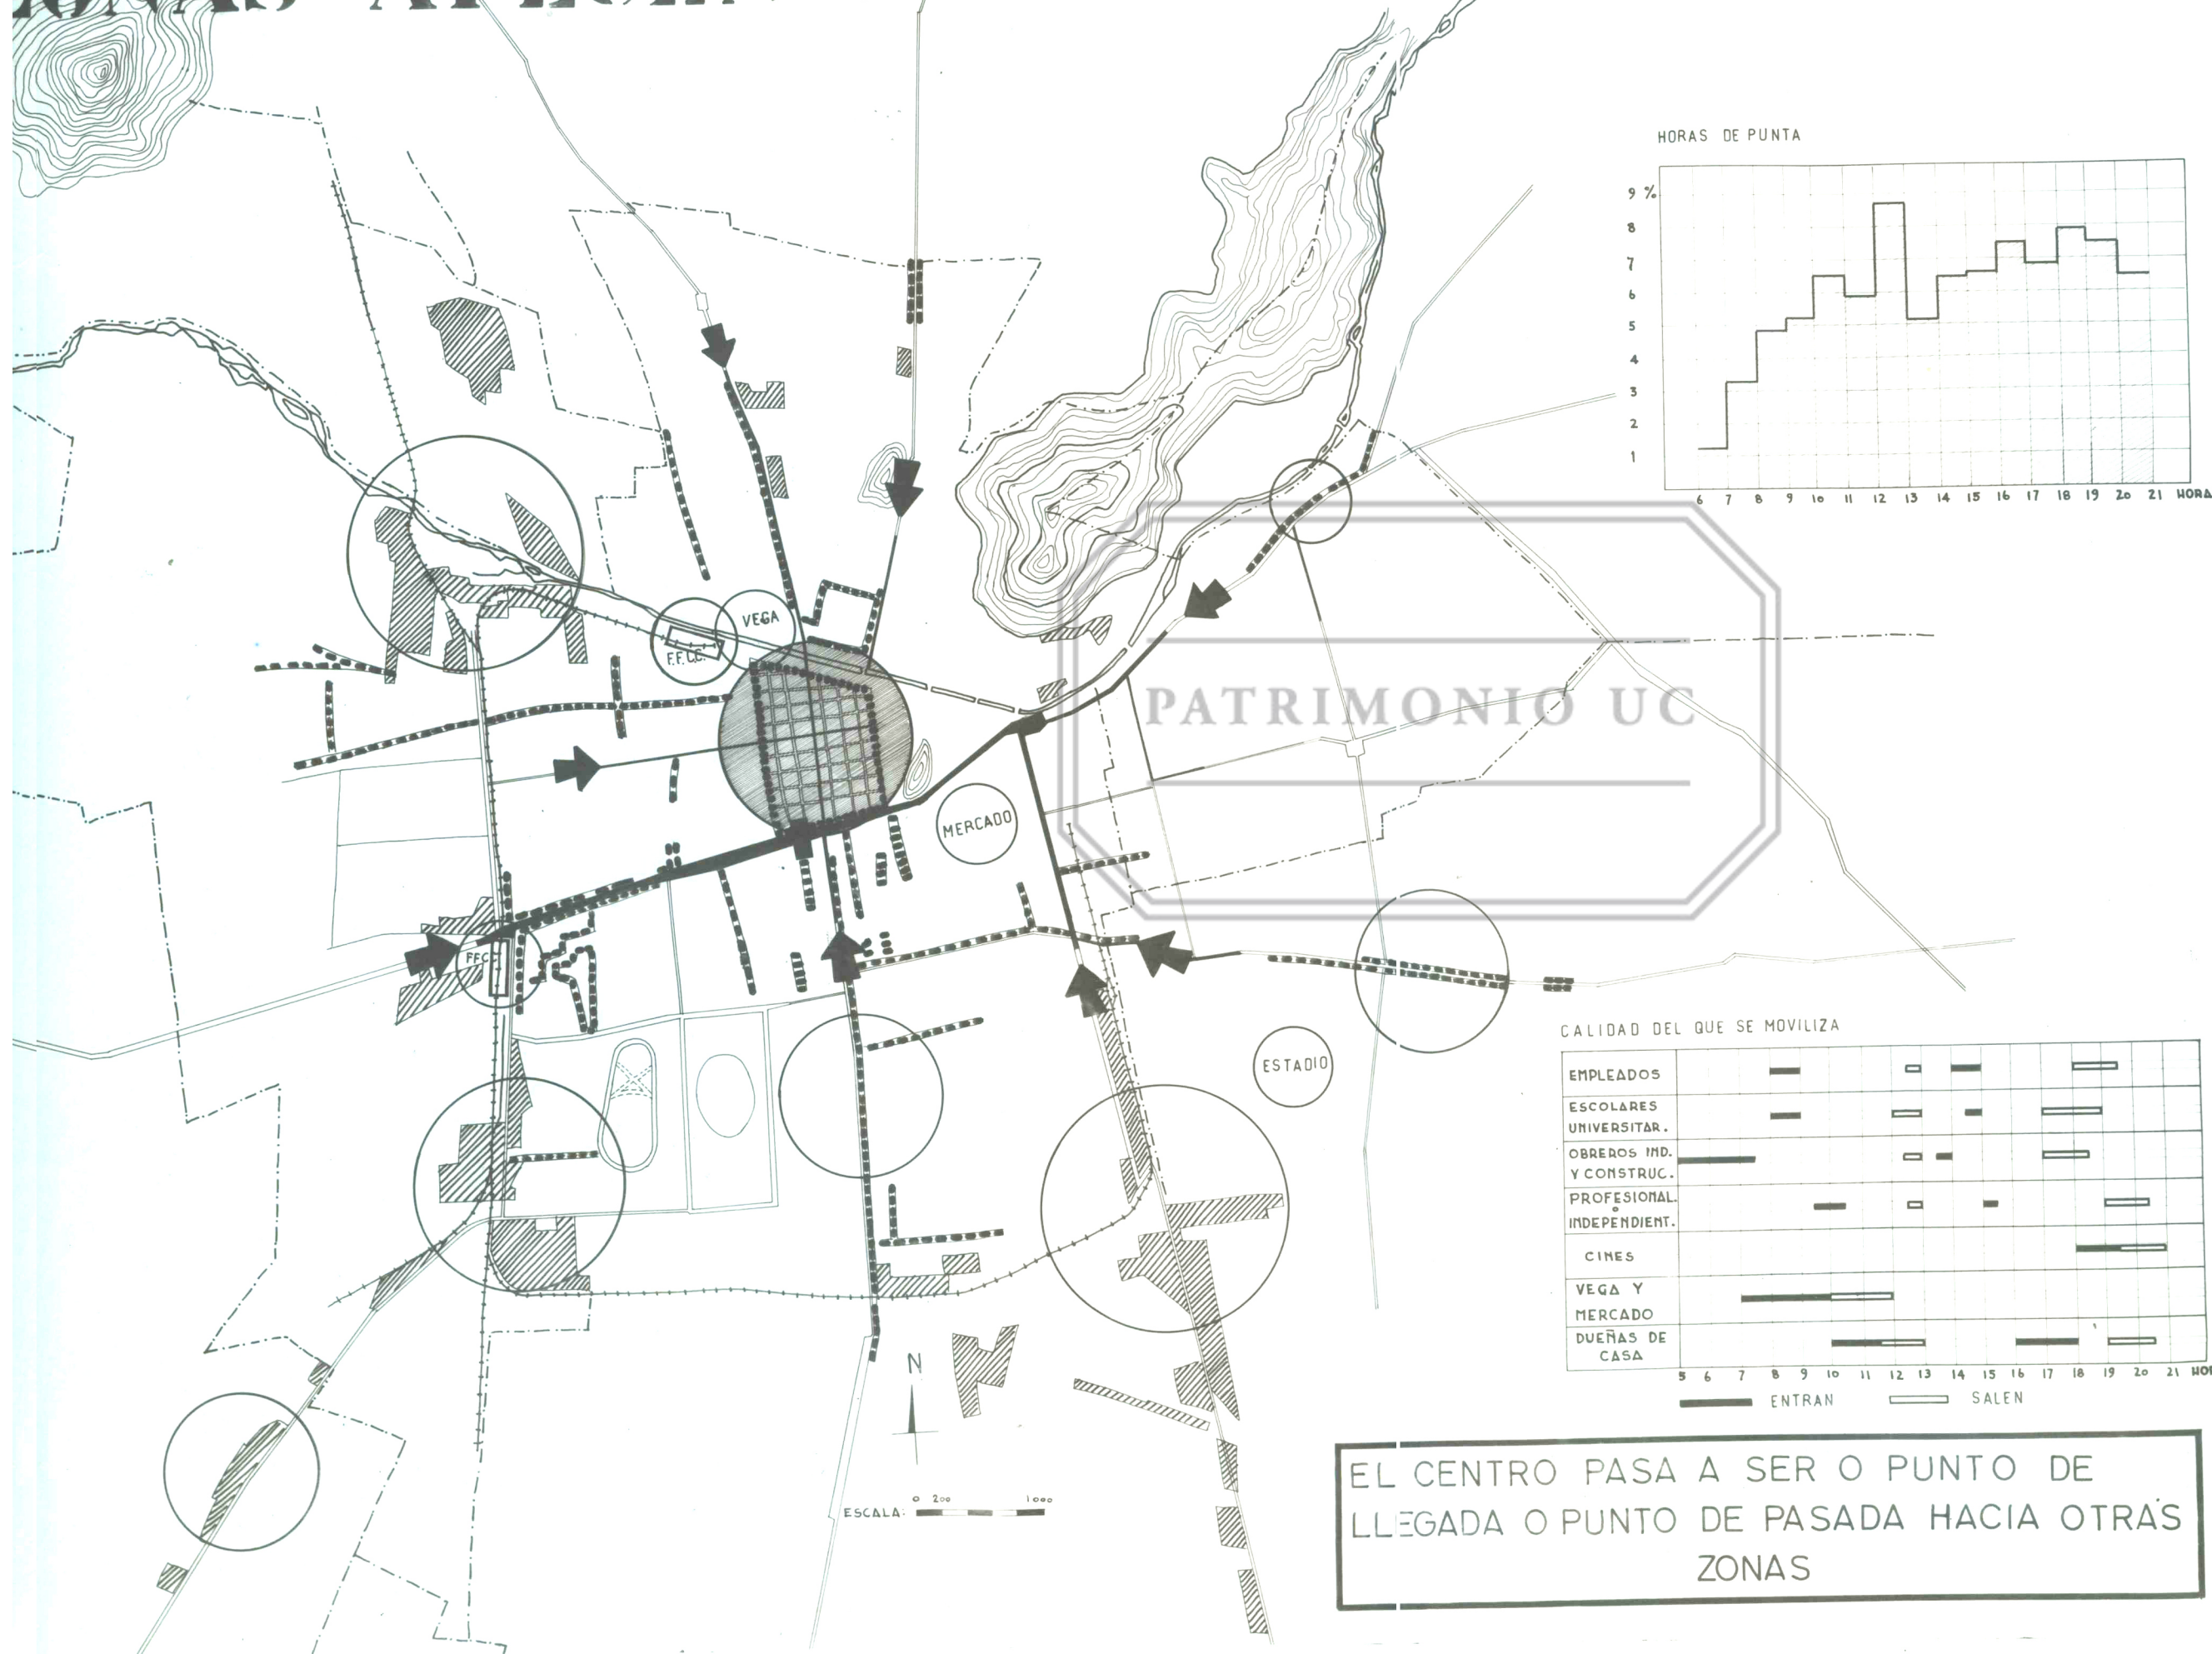 HORAS DE PUNTA
9 %
8
7
6
5
4
3
2
1
6 7 8 9 10 11 12 13 14 15 16 17 18 19 20 21 HORA
VEGA
F.F.C.C.
PATRIMONIO UC
MERCADO
FFC
ESTADIO
CALIDAD DEL QUE SE MOVILIZA
EMPLEADOS
ESCOLARES
UNIVERSITAR.
OBREROS IND.
Y CONSTRUC.
PROFESIONAL.
o
INDEPENDIENT.
CINES
VEGA Y
MERCADO
DUEÑAS DE
CASA
5 6 7 8 9 10 11 12 13 14 15 16 17 18 19 20 21 HOR
ENTRAN SALEN
N
ESCALA: 0 200 1000
EL CENTRO PASA A SER O PUNTO DE
LLEGADA O PUNTO DE PASADA HACIA OTRAS
ZONAS